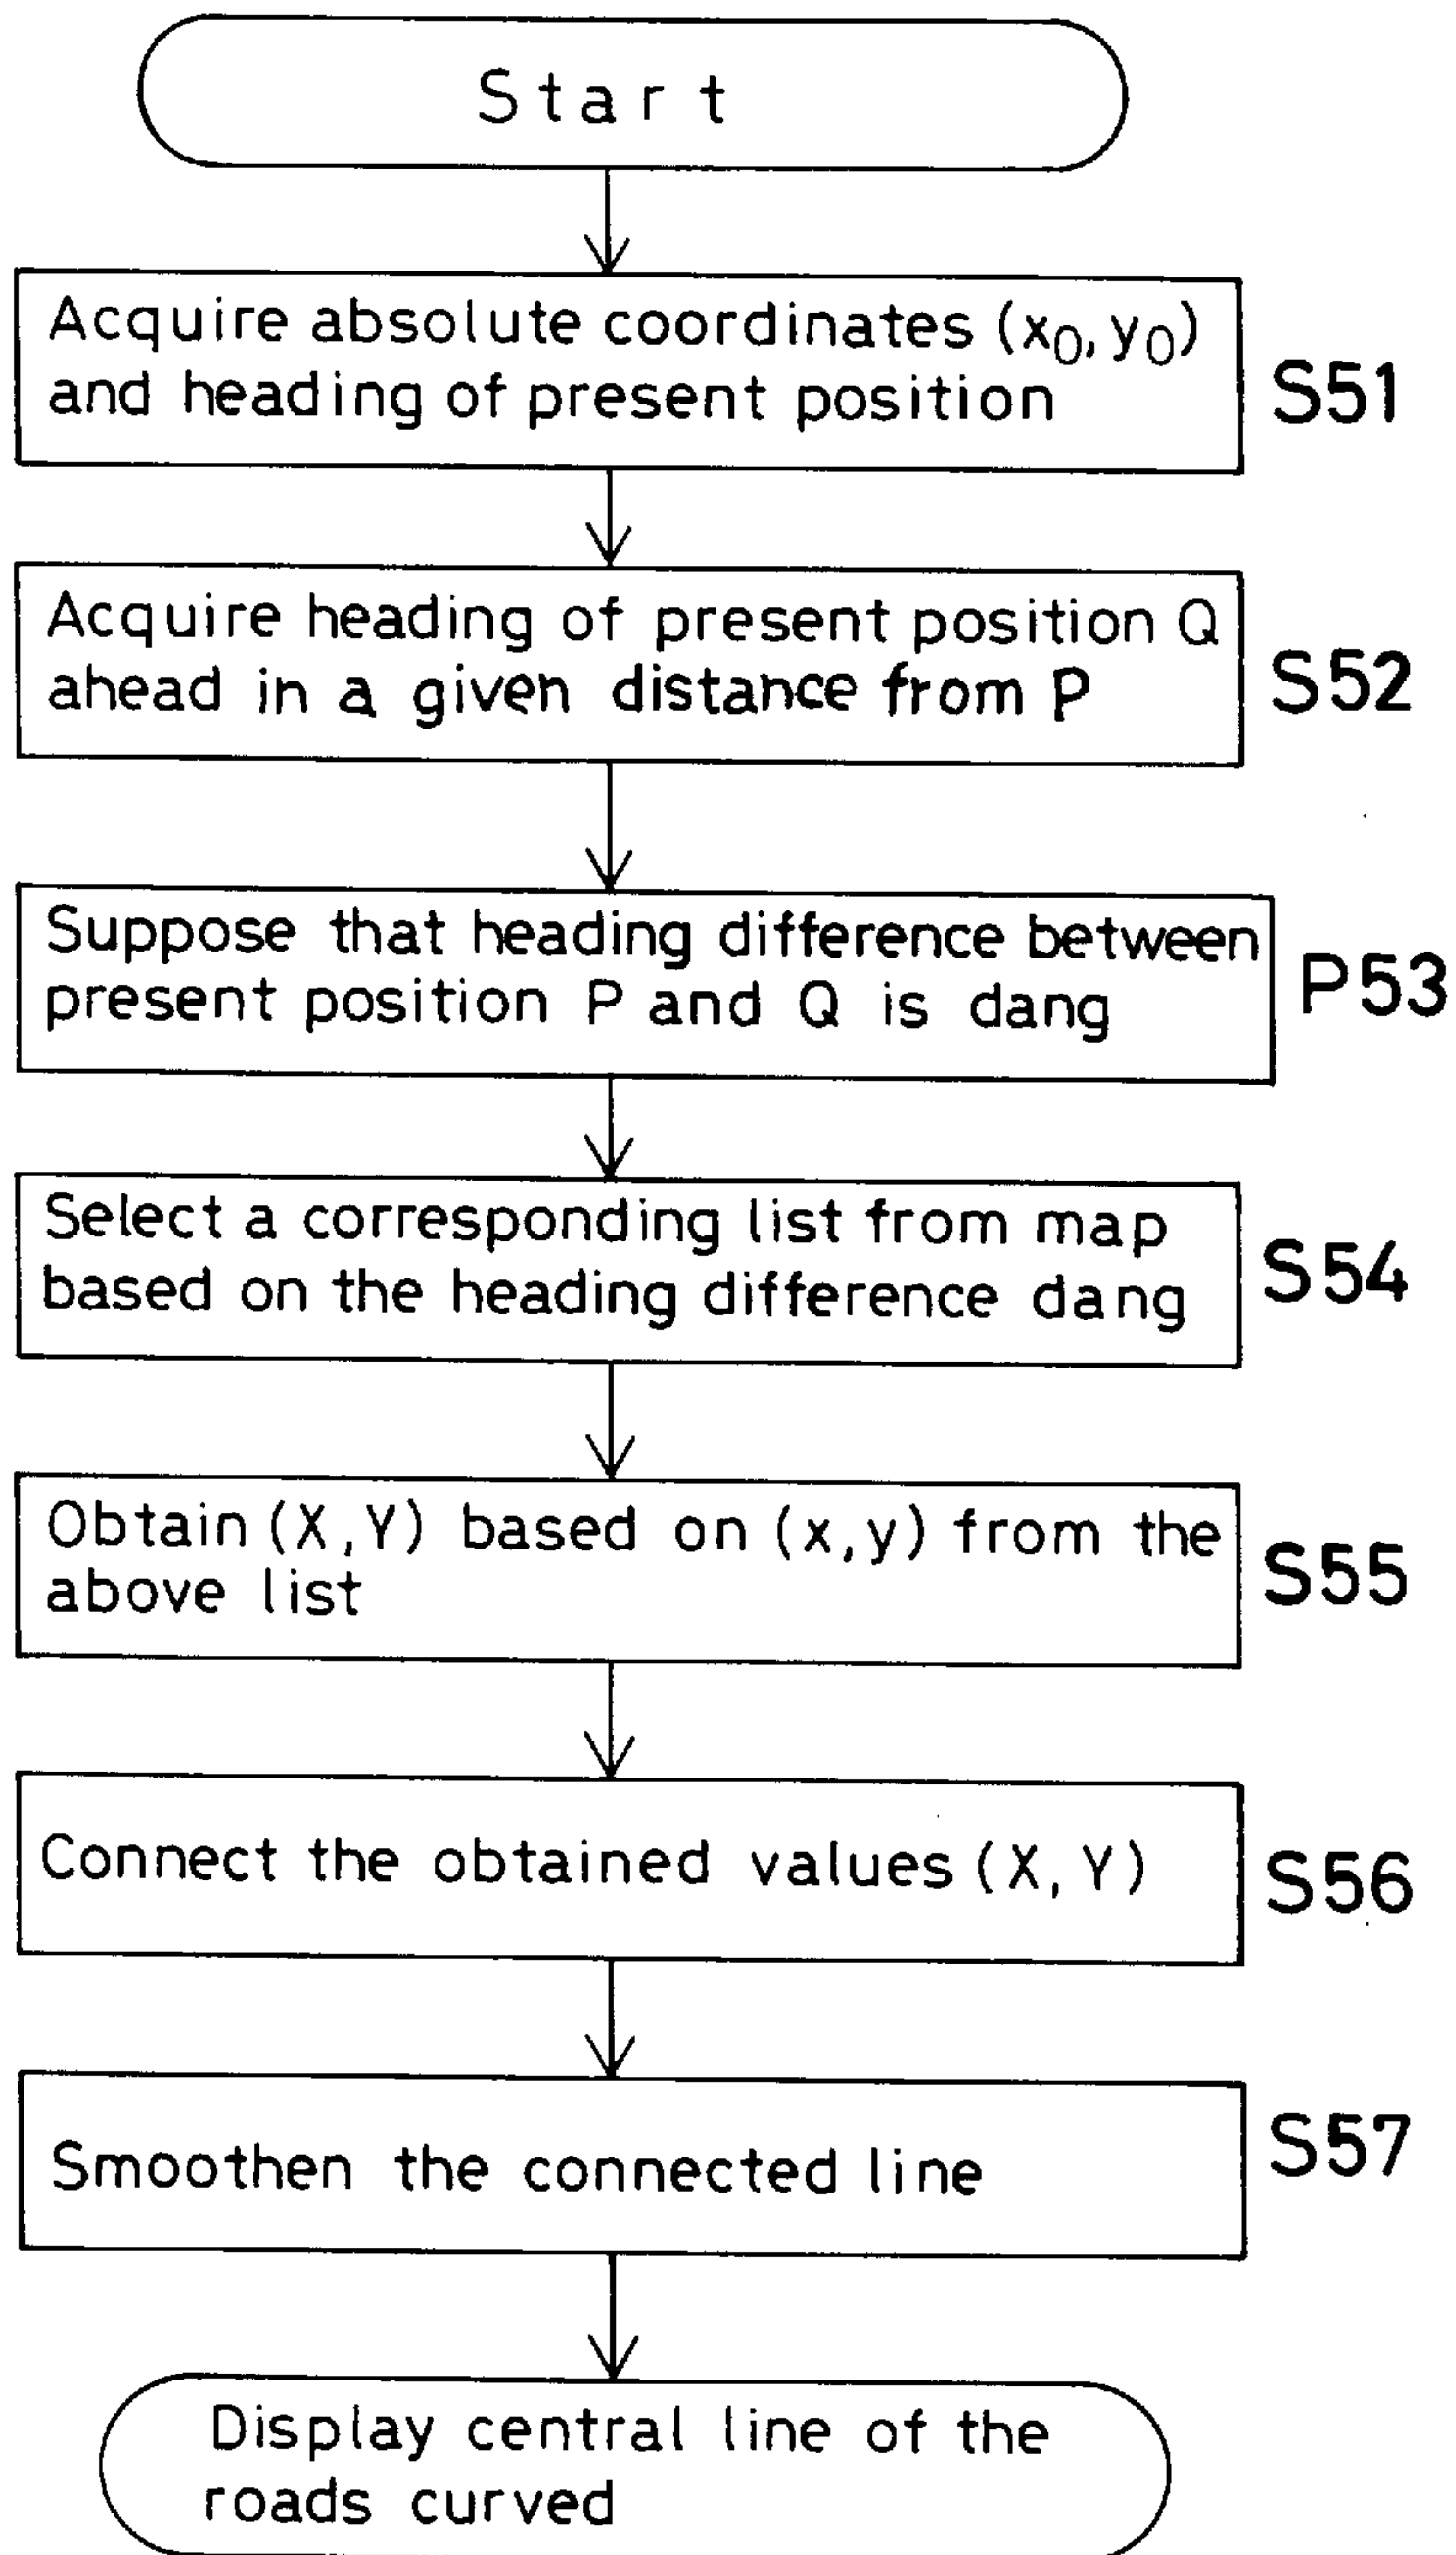 Start
Acquire absolute coordinates (x₀, y₀)
and heading of present position
S51
Acquire heading of present position Q
ahead in a given distance from P
S52
Suppose that heading difference between
present position P and Q is dang
P53
Select a corresponding list from map
based on the heading difference dang
S54
Obtain (X, Y) based on (x, y) from the
above list
S55
Connect the obtained values (X, Y)
S56
Smoothen the connected line
S57
Display central line of the
roads curved